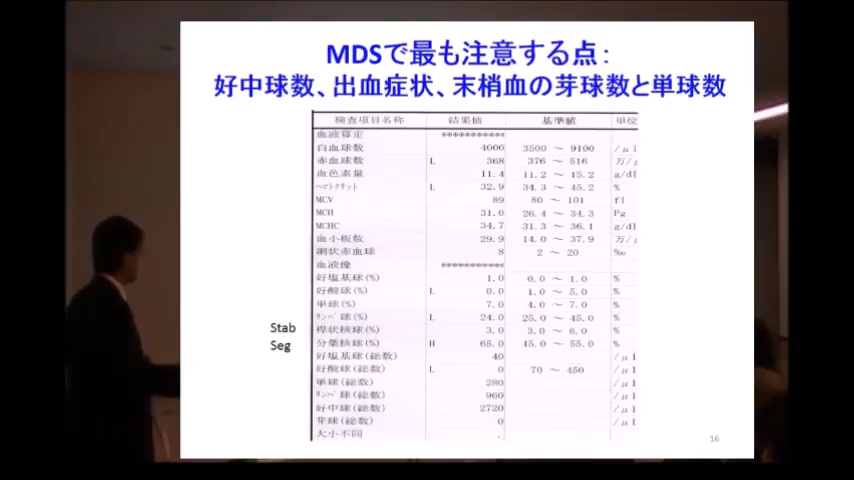 MDSで最も注意する点：
好中球数、出血症状、末梢血の芽球数と単球数
検査項目名称 結果値 基準値 単位
血液算定 ***********
白血球数 4000 3500 ～ 9100 /μl
赤血球数 L 368 376 ～ 516 万/μ
血色素量 11.4 11.2 ～ 15.2 g/dl
ﾍﾏﾄｸﾘｯﾄ L 32.9 34.3 ～ 45.2 %
MCV 89 80 ～ 101 fl
MCH 31.0 26.4 ～ 34.3 Pg
MCHC 34.7 31.3 ～ 36.1 g/dl
血小板数 29.9 14.0 ～ 37.9 万/μ
網状赤血球 8 2 ～ 20 ‰
血液像 ***********
好塩基球(%) 1.0 0.0 ～ 1.0 %
好酸球(%) L 0.0 1.0 ～ 5.0 %
単球(%) 7.0 4.0 ～ 7.0 %
ﾘﾝﾊﾟ球(%) L 24.0 25.0 ～ 45.0 %
Stab 桿状核球(%) 3.0 3.0 ～ 6.0 %
Seg 分葉核球(%) H 65.0 45.0 ～ 55.0 %
好塩基球(総数) 40 /μl
好酸球(総数) L 0 70 ～ 450 /μl
単球(総数) 280 /μl
ﾘﾝﾊﾟ球(総数) 960 /μl
好中球(総数) 2720 /μl
芽球(総数) 0 /μl
大小不同 .
16